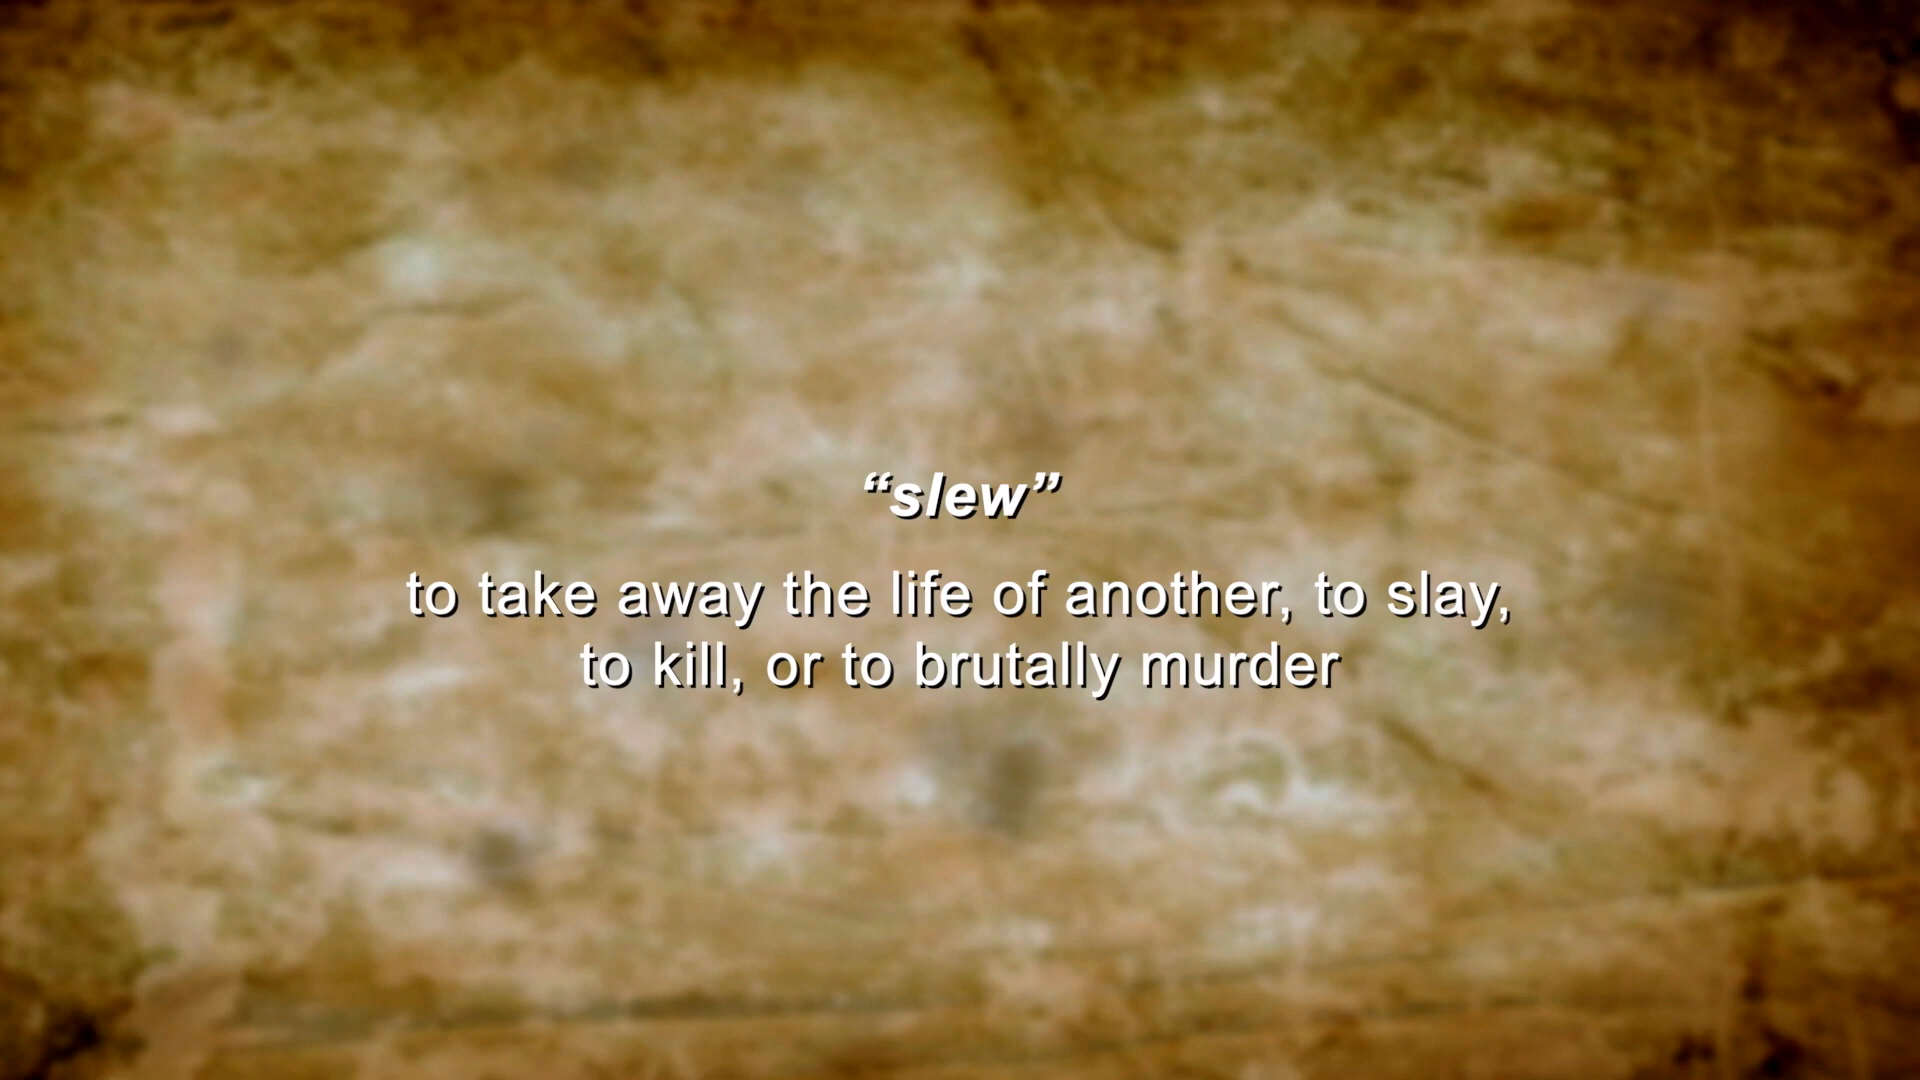 “slew”
to take away the life of another, to slay,
to kill, or to brutally murder